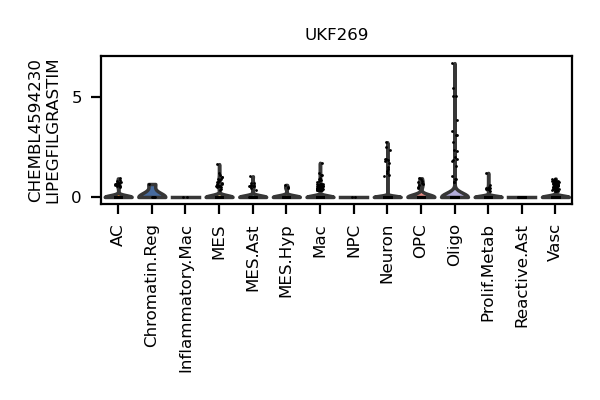 UKF269
CHEMBL4594230
LIPEGFILGRASTIM
5
0
AC
Chromatin.Reg
Inflammatory.Mac
MES
MES.Ast
MES.Hyp
Mac
NPC
Neuron
OPC
Oligo
Prolif.Metab
Reactive.Ast
Vasc